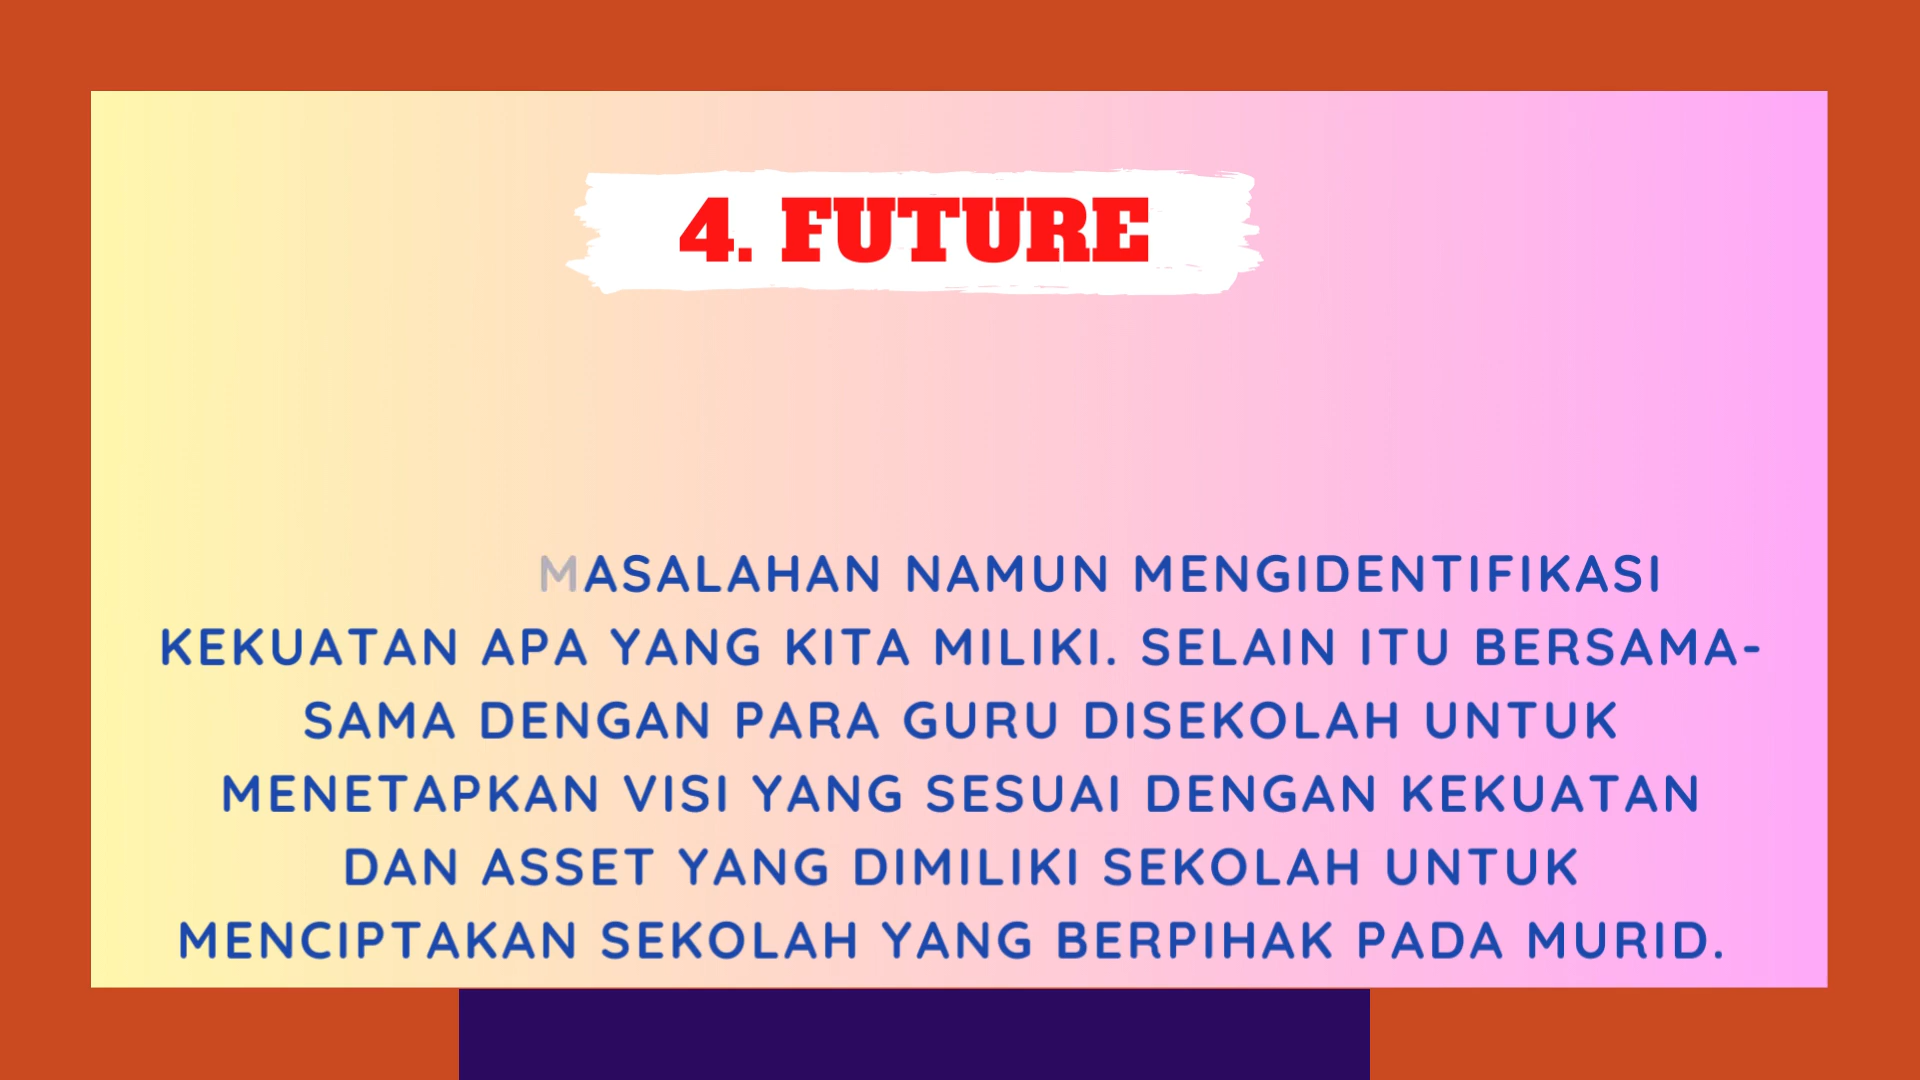 4. FUTURE
MASALAHAN NAMUN MENGIDENTIFIKASI
KEKUATAN APA YANG KITA MILIKI. SELAIN ITU BERSAMA-
SAMA DENGAN PARA GURU DISEKOLAH UNTUK
MENETAPKAN VISI YANG SESUAI DENGAN KEKUATAN
DAN ASSET YANG DIMILIKI SEKOLAH UNTUK
MENCIPTAKAN SEKOLAH YANG BERPIHAK PADA MURID.